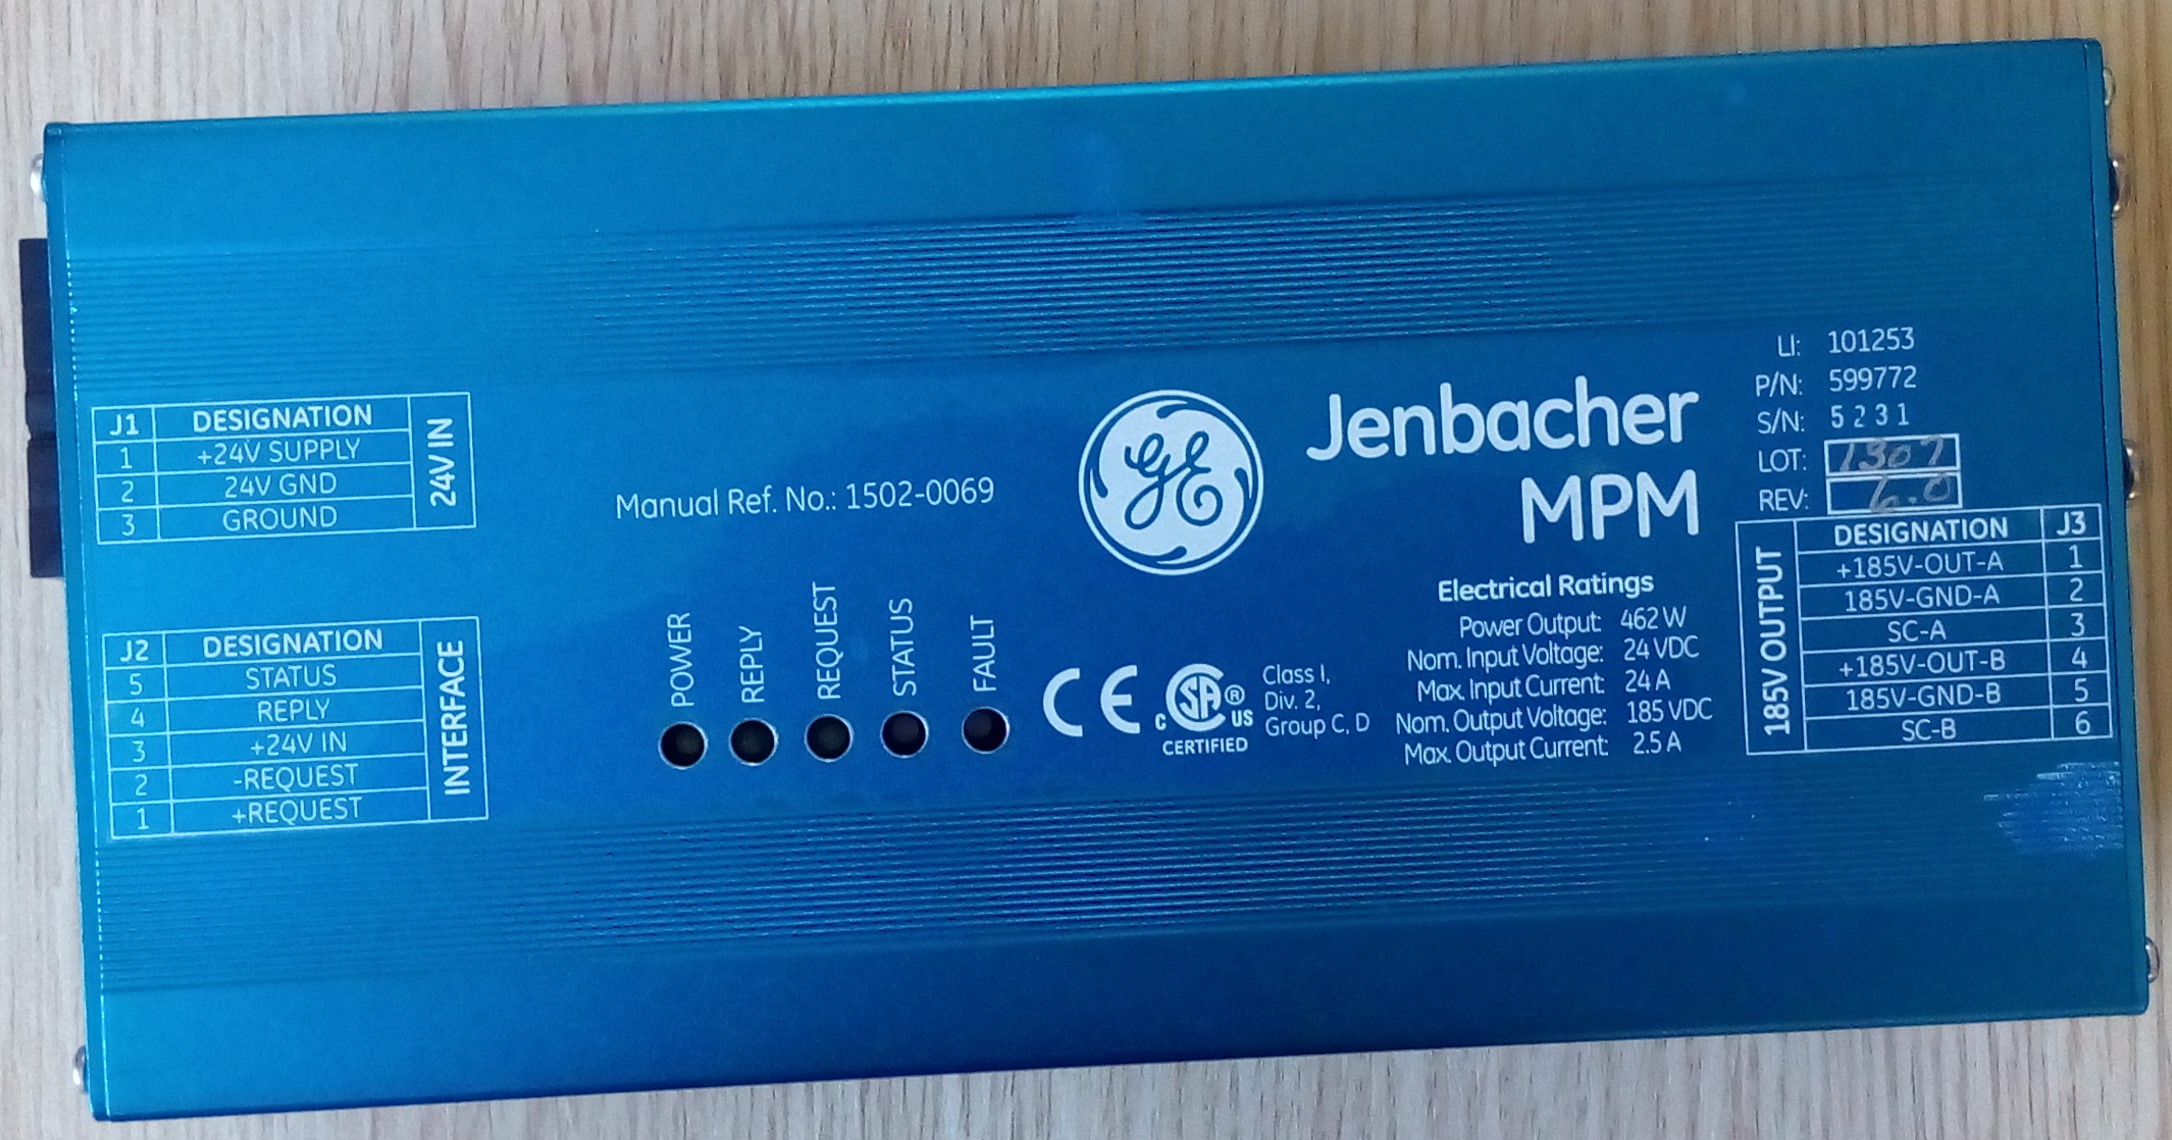 J1 DESIGNATION 24V IN
1 +24V SUPPLY
2 24V GND
3 GROUND
J2 DESIGNATION INTERFACE
5 STATUS
4 REPLY
3 +24V IN
2 -REQUEST
1 +REQUEST
Manual Ref. No.: 1502-0069
POWER
REPLY
REQUEST
STATUS
FAULT
GE
Jenbacher
MPM
CE
C SA® US
CERTIFIED
Class I,
Div. 2,
Group C, D
Electrical Ratings
Power Output: 462 W
Nom. Input Voltage: 24 VDC
Max. Input Current: 24 A
Nom. Output Voltage: 185 VDC
Max. Output Current: 2.5 A
LI: 101253
P/N: 599772
S/N: 5231
LOT: 1307
REV: 6.0
185V OUTPUT DESIGNATION J3
+185V-OUT-A 1
185V-GND-A 2
SC-A 3
+185V-OUT-B 4
185V-GND-B 5
SC-B 6